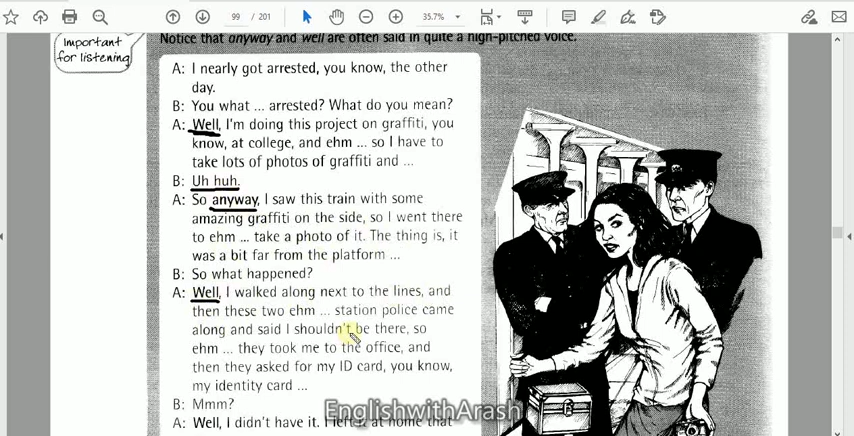 99 / 201
35.7%
Important
for listening
Notice that anyway and well are often said in quite a high-pitched voice.
A: I nearly got arrested, you know, the other
day.
B: You what ... arrested? What do you mean?
A: Well, I'm doing this project on graffiti, you
know, at college, and ehm ... so I have to
take lots of photos of graffiti and ...
B: Uh huh.
A: So anyway, I saw this train with some
amazing graffiti on the side, so I went there
to ehm ... take a photo of it. The thing is, it
was a bit far from the platform ...
B: So what happened?
A: Well, I walked along next to the lines, and
then these two ehm ... station police came
along and said I shouldn't be there, so
ehm ... they took me to the office, and
then they asked for my ID card, you know,
my identity card ...
B: Mmm?
EnglishwithArash
A: Well, I didn't have it. I left it at home that